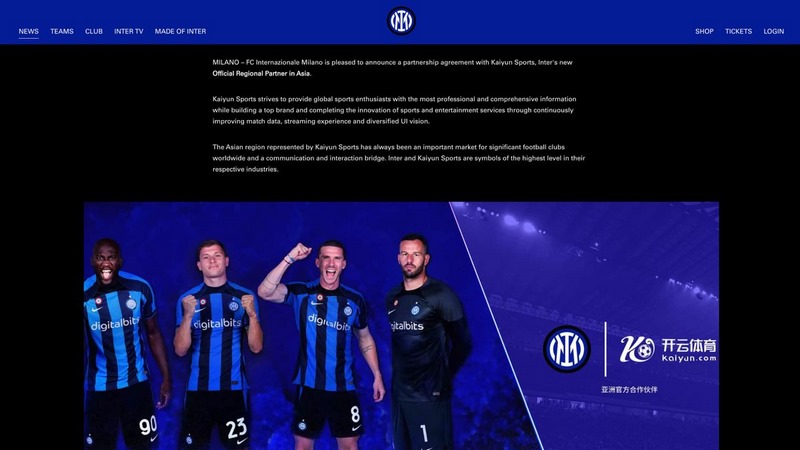 NEWS TEAMS CLUB INTER TV MADE OF INTER SHOP TICKETS LOGIN
MILANO – FC Internazionale Milano is pleased to announce a partnership agreement with Kaiyun Sports, Inter's new
Official Regional Partner in Asia.
Kaiyun Sports strives to provide global sports enthusiasts with the most professional and comprehensive information
while building a top brand and completing the innovation of sports and entertainment services through continuously
improving match data, streaming experience and diversified UI vision.
The Asian region represented by Kaiyun Sports has always been an important market for significant football clubs
worldwide and a communication and interaction bridge. Inter and Kaiyun Sports are symbols of the highest level in their
respective industries.
digitalbits digitalbits digitalbits digitalbits
90 23 8 1
开云体育
kaiyun.com
亚洲官方合作伙伴